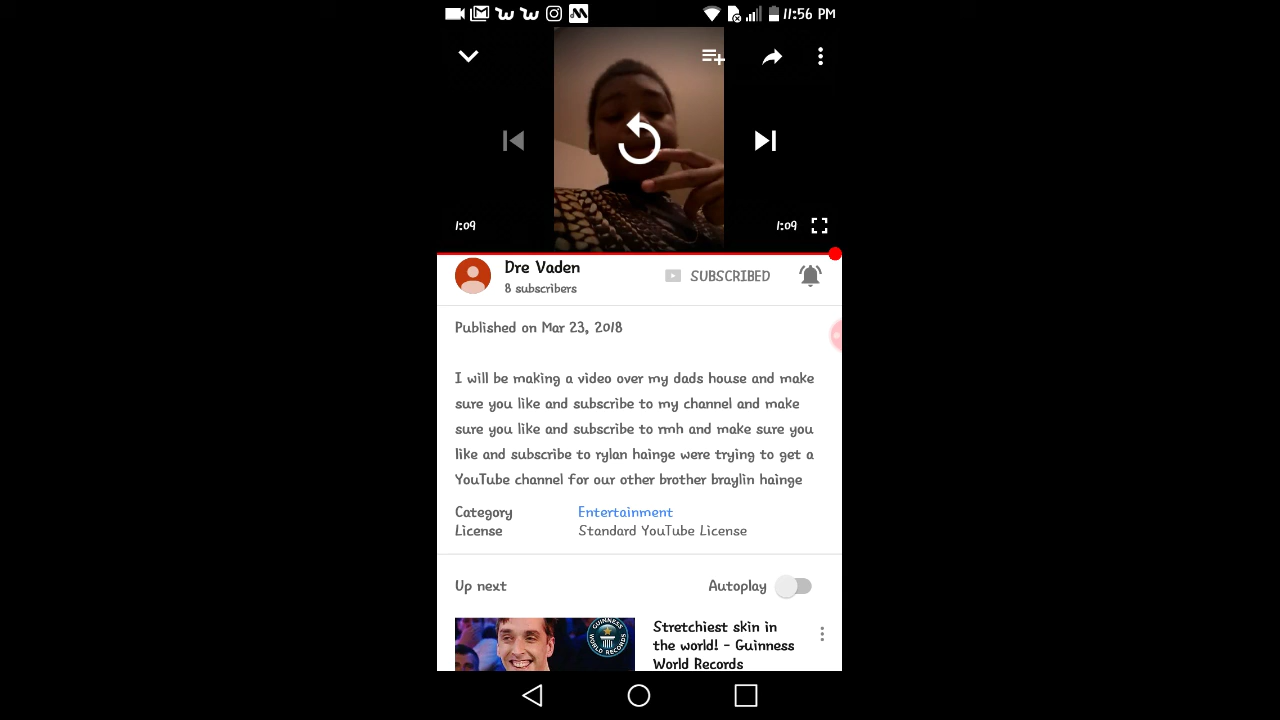 11:56 PM
1:09
1:09
Dre Vaden
SUBSCRIBED
8 subscribers
Published on Mar 23, 2018
I will be making a video over my dads house and make
sure you like and subscribe to my channel and make
sure you like and subscribe to rmh and make sure you
like and subscribe to rylan hainge were trying to get a
YouTube channel for our other brother braylin hainge
Category Entertainment
License Standard YouTube License
Up next
Autoplay
GUINNESS
WORLD RECORDS
Stretchiest skin in
the world! - Guinness
World Records